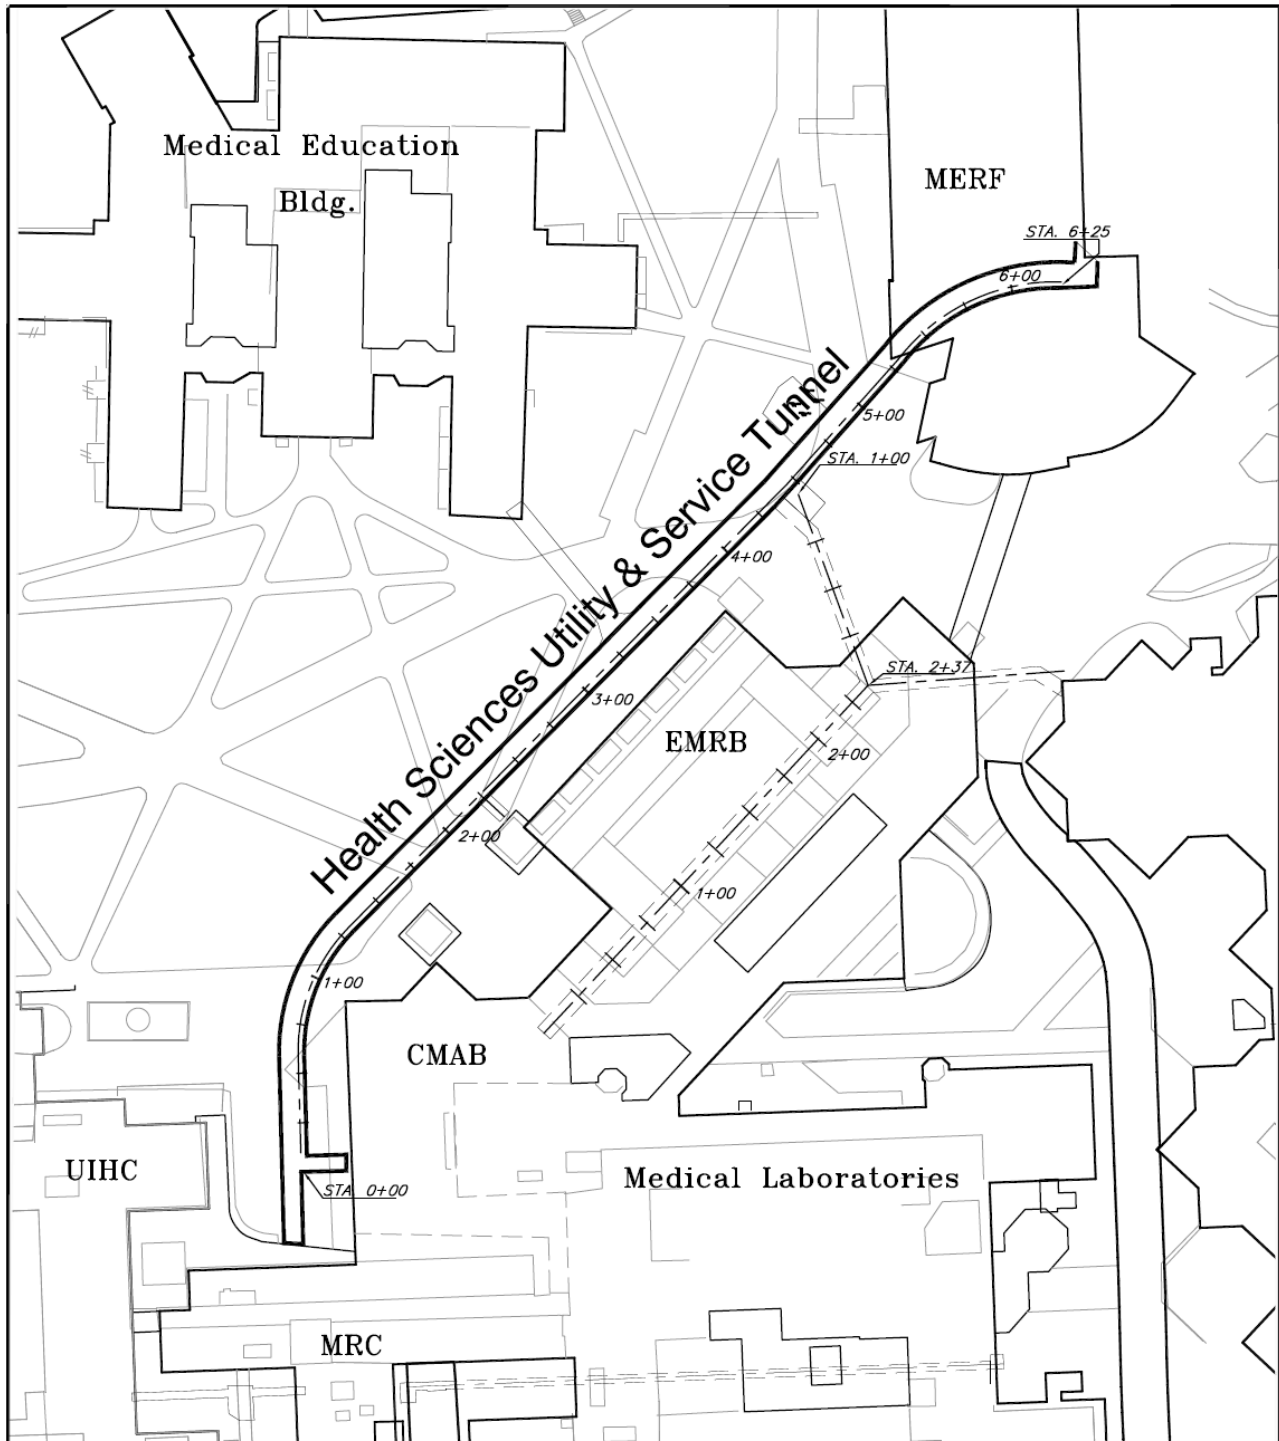 Medical Education
Bldg.
MERF
STA. 6+25
6+00
Health Sciences Utility & Service Tunnel
5+00
STA. 1+00
4+00
STA. 2+37
3+00
EMRB
2+00
2+00
1+00
1+00
CMAB
UIHC
Medical Laboratories
STA. 0+00
MRC